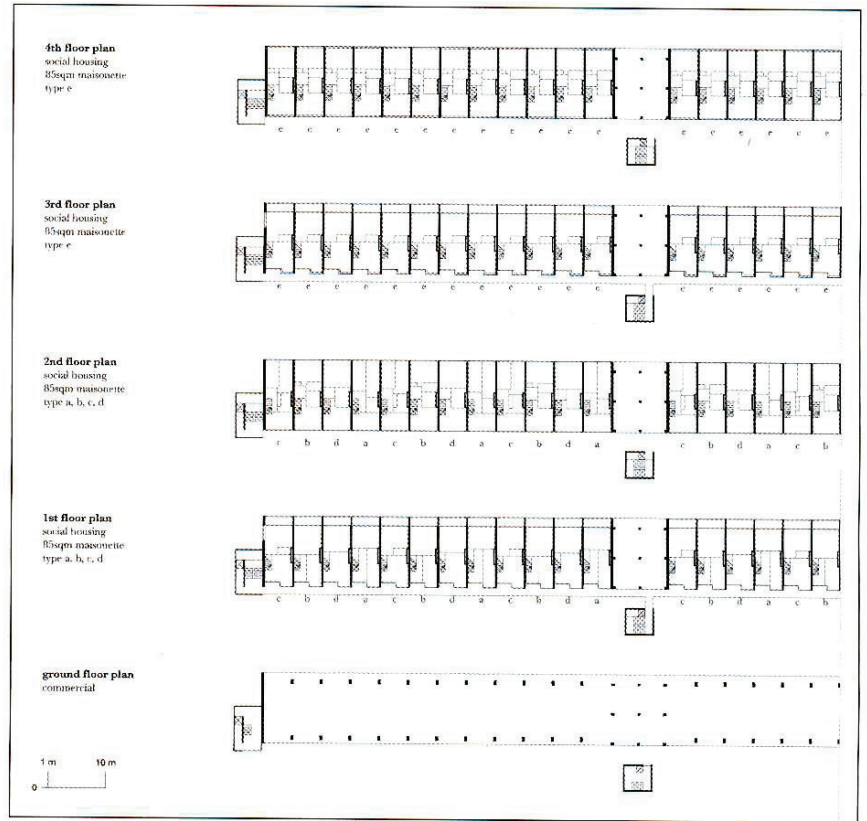 4th floor plan
social housing
85sqm maisonette
type e
e c e e e e c e e e c e e c e e c e
3rd floor plan
social housing
85sqm maisonette
type e
e e c e e e e e e e e c c e e c c e
2nd floor plan
social housing
85sqm maisonette
type a, b, c, d
c b d a c b d a c b d a c b d a c b
1st floor plan
social housing
85sqm maisonette
type a, b, c, d
c b d a c b d a c b d a c b d a c b
ground floor plan
commercial
1 m 10 m
0